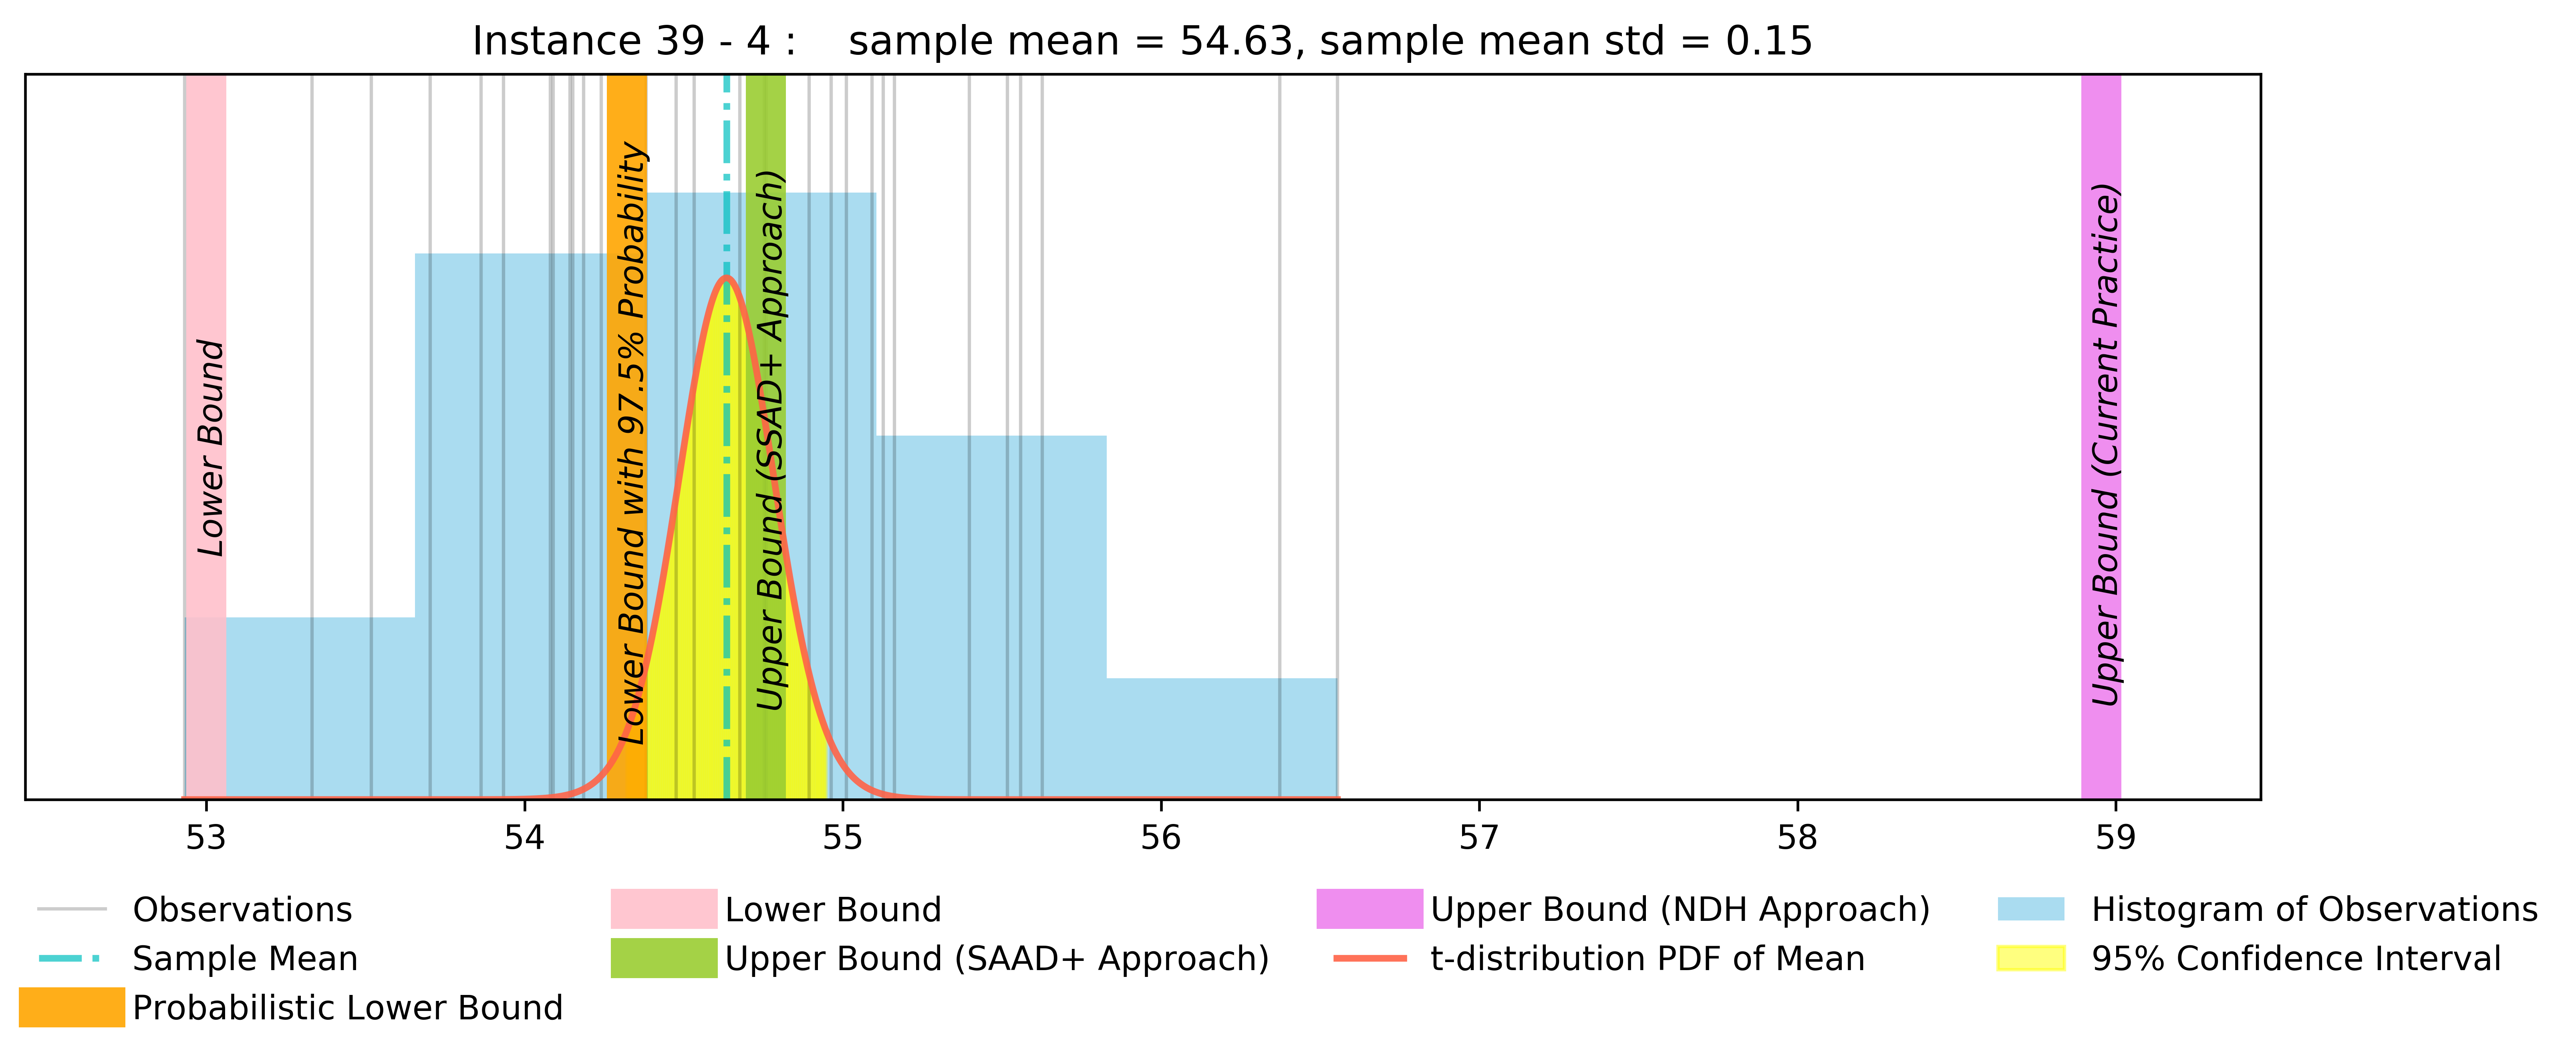 Instance 39 - 4 :    sample mean = 54.63, sample mean std = 0.15
Lower Bound
Lower Bound with 97.5% Probability
Upper Bound (SSAD+ Approach)
Upper Bound (Current Practice)
53 54 55 56 57 58 59
Observations
Sample Mean
Probabilistic Lower Bound
Lower Bound
Upper Bound (SAAD+ Approach)
Upper Bound (NDH Approach)
t-distribution PDF of Mean
Histogram of Observations
95% Confidence Interval